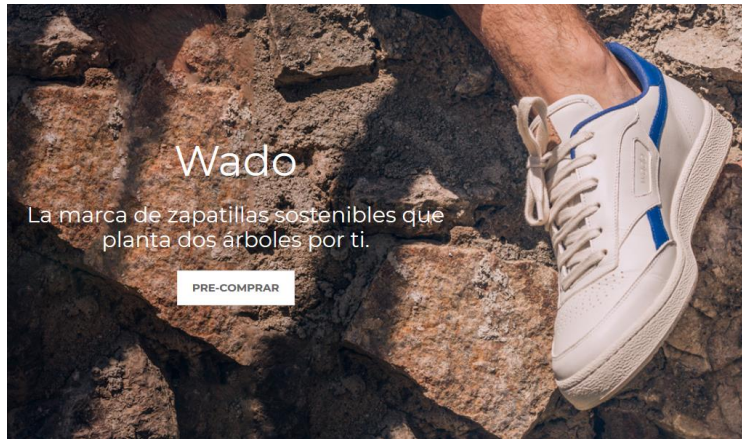 Wado
La marca de zapatillas sostenibles que
planta dos árboles por ti.
PRE-COMPRAR